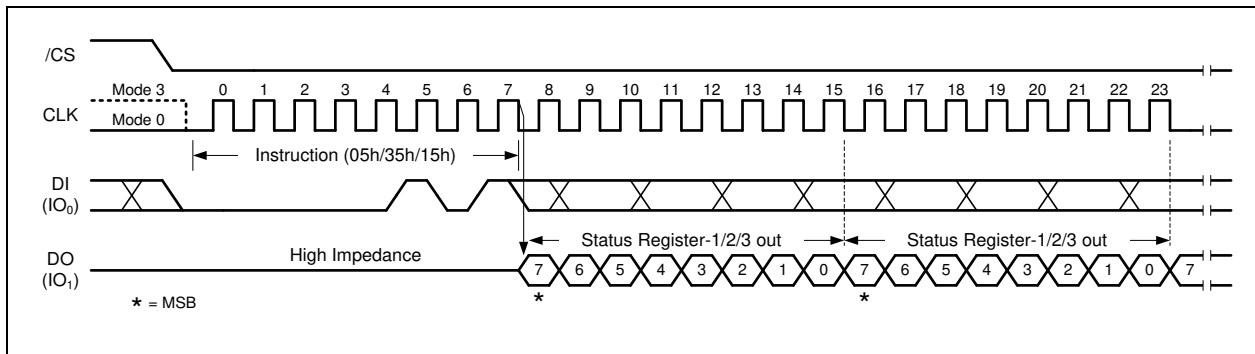 /CS
Mode 3 0 1 2 3 4 5 6 7 8 9 10 11 12 13 14 15 16 17 18 19 20 21 22 23
CLK
Mode 0
Instruction (05h/35h/15h)
DI
(IO₀)
Status Register-1/2/3 out Status Register-1/2/3 out
High Impedance
DO
(IO₁)
7 6 5 4 3 2 1 0 7 6 5 4 3 2 1 0 7
* *
* = MSB